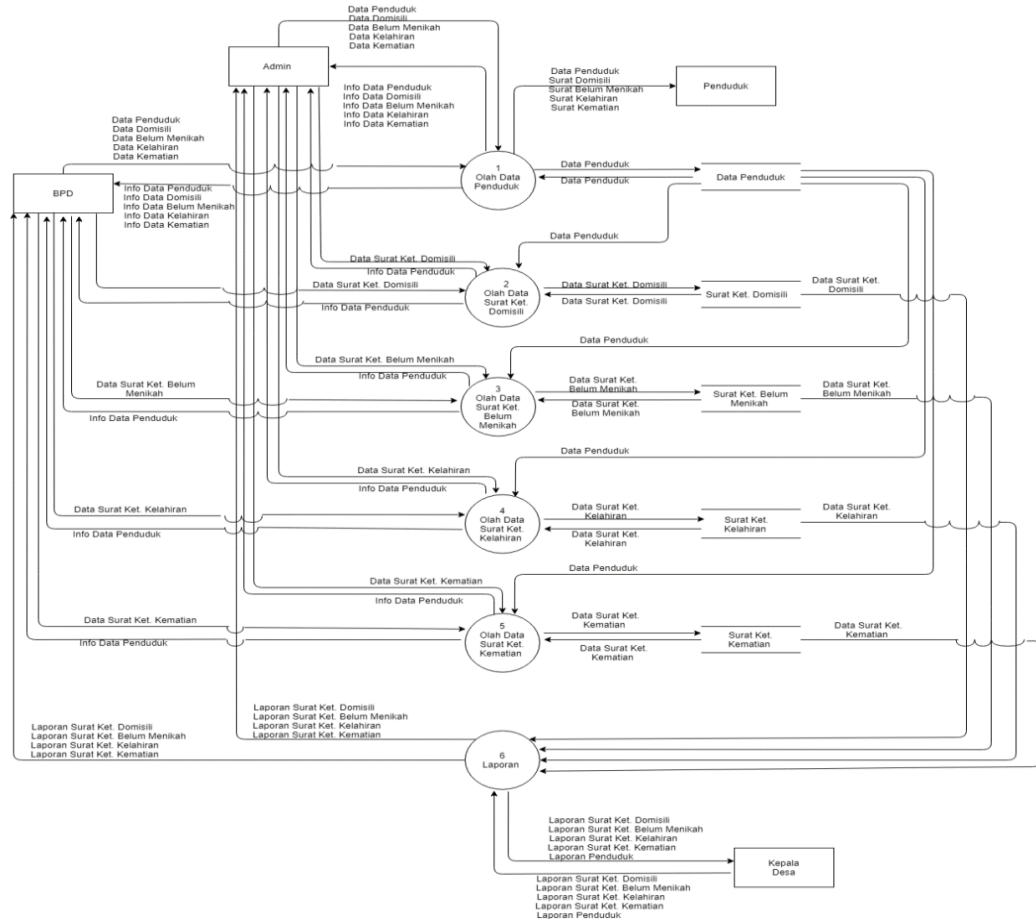 Data Penduduk
Data Domisili
Data Belum Menikah
Data Kelahiran
Data Kematian
Admin
Info Data Penduduk
Info Data Domisili
Info Data Belum Menikah
Info Data Kelahiran
Info Data Kematian
Data Penduduk
Surat Domisili
Surat Belum Menikah
Surat Kelahiran
Surat Kematian
Penduduk
Data Penduduk
Data Domisili
Data Belum Menikah
Data Kelahiran
Data Kematian
BPD
Info Data Penduduk
Info Data Domisili
Info Data Belum Menikah
Info Data Kelahiran
Info Data Kematian
1
Olah Data
Penduduk
Data Penduduk
Data Penduduk
Data Penduduk
Data Penduduk
Data Surat Ket. Domisili
Info Data Penduduk
Data Surat Ket. Domisili
Info Data Penduduk
2
Olah Data
Surat Ket.
Domisili
Data Surat Ket. Domisili
Data Surat Ket. Domisili
Surat Ket. Domisili
Data Surat Ket.
Domisili
Data Penduduk
Data Surat Ket. Belum Menikah
Info Data Penduduk
Data Surat Ket. Belum
Menikah
Info Data Penduduk
3
Olah Data
Surat Ket.
Belum
Menikah
Data Surat Ket.
Belum Menikah
Data Surat Ket.
Belum Menikah
Surat Ket. Belum
Menikah
Data Surat Ket.
Belum Menikah
Data Penduduk
Data Surat Ket. Kelahiran
Info Data Penduduk
Data Surat Ket. Kelahiran
Info Data Penduduk
4
Olah Data
Surat Ket.
Kelahiran
Data Surat Ket.
Kelahiran
Data Surat Ket.
Kelahiran
Surat Ket.
Kelahiran
Data Surat Ket.
Kelahiran
Data Penduduk
Data Surat Ket. Kematian
Info Data Penduduk
Data Surat Ket. Kematian
Info Data Penduduk
5
Olah Data
Surat Ket.
Kematian
Data Surat Ket.
Kematian
Data Surat Ket.
Kematian
Surat Ket.
Kematian
Data Surat Ket.
Kematian
Laporan Surat Ket. Domisili
Laporan Surat Ket. Belum Menikah
Laporan Surat Ket. Kelahiran
Laporan Surat Ket. Kematian
Laporan Surat Ket. Domisili
Laporan Surat Ket. Belum Menikah
Laporan Surat Ket. Kelahiran
Laporan Surat Ket. Kematian
6
Laporan
Laporan Surat Ket. Domisili
Laporan Surat Ket. Belum Menikah
Laporan Surat Ket. Kelahiran
Laporan Surat Ket. Kematian
Laporan Penduduk
Kepala
Desa
Laporan Surat Ket. Domisili
Laporan Surat Ket. Belum Menikah
Laporan Surat Ket. Kelahiran
Laporan Surat Ket. Kematian
Laporan Penduduk